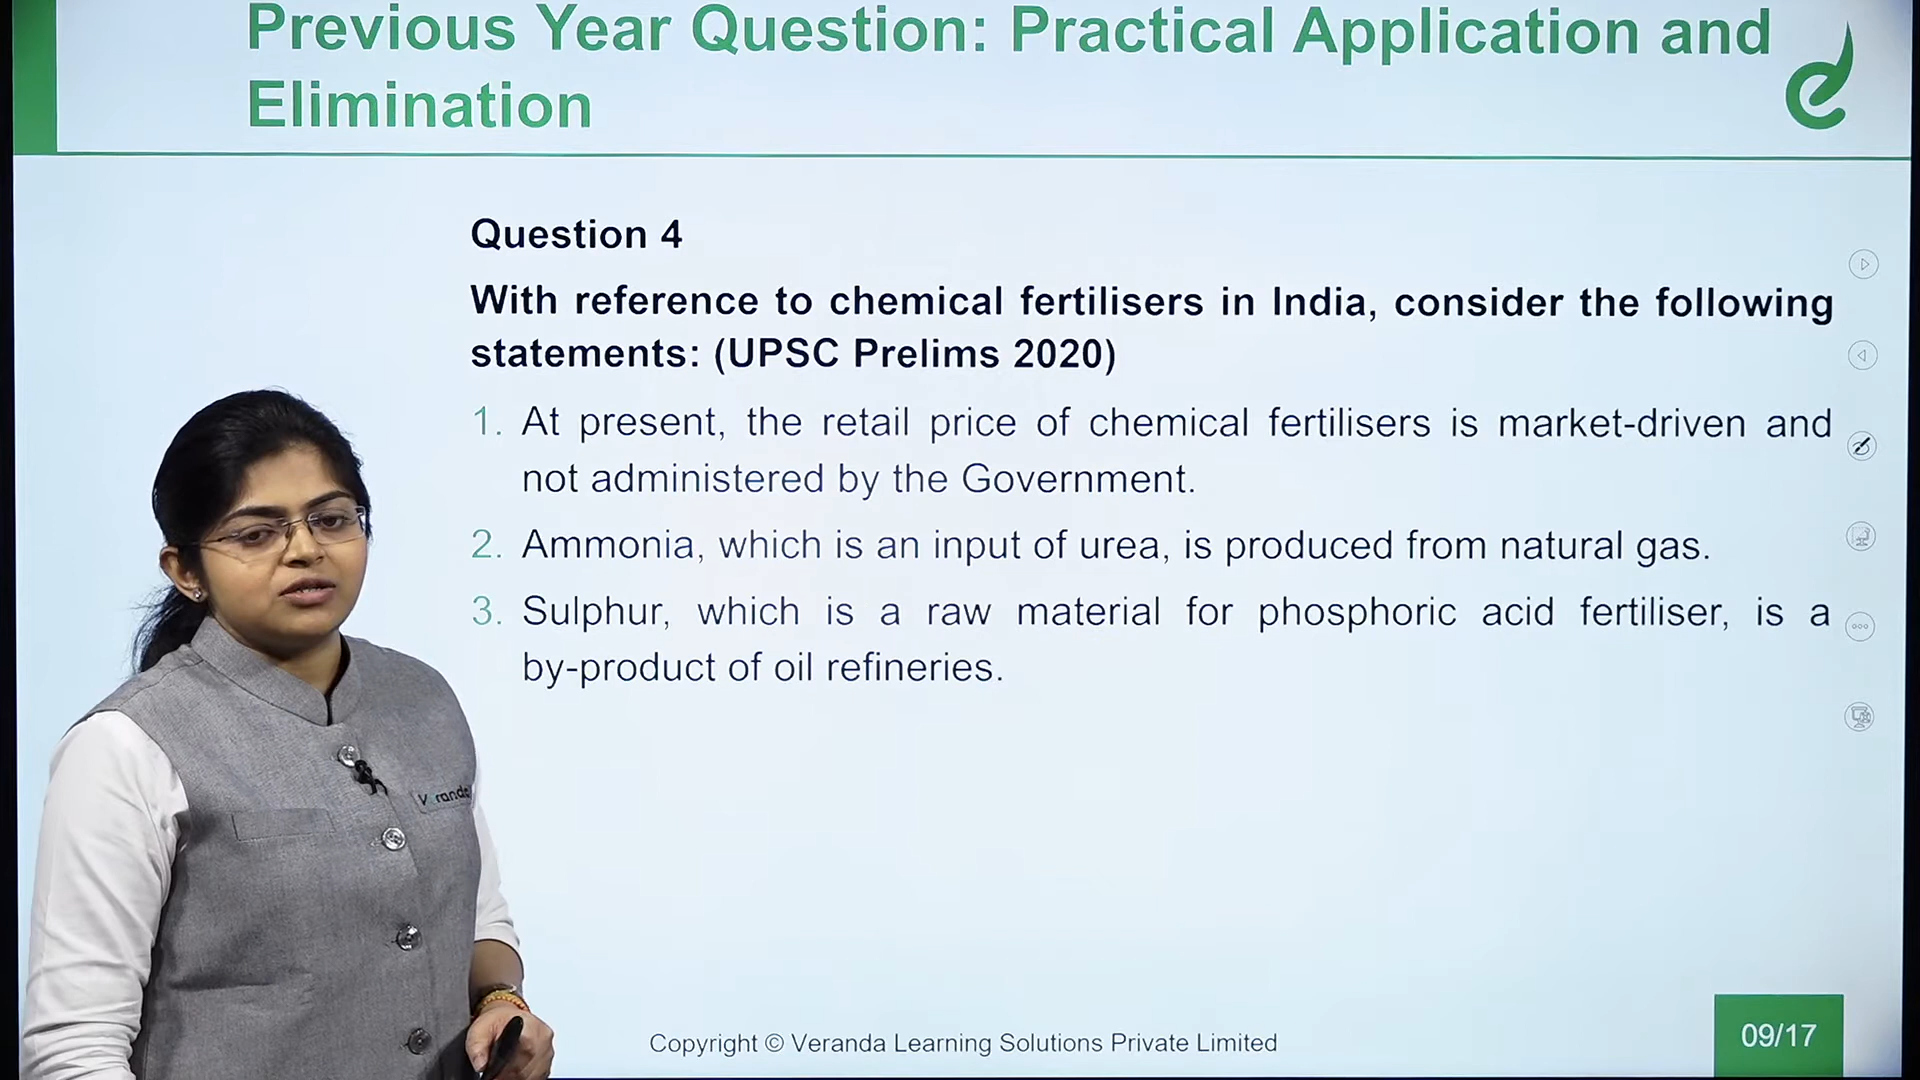 Previous Year Question: Practical Application and
Elimination
Question 4
With reference to chemical fertilisers in India, consider the following
statements: (UPSC Prelims 2020)
1. At present, the retail price of chemical fertilisers is market-driven and
not administered by the Government.
2. Ammonia, which is an input of urea, is produced from natural gas.
3. Sulphur, which is a raw material for phosphoric acid fertiliser, is a
by-product of oil refineries.
Veranda
Copyright © Veranda Learning Solutions Private Limited
09/17